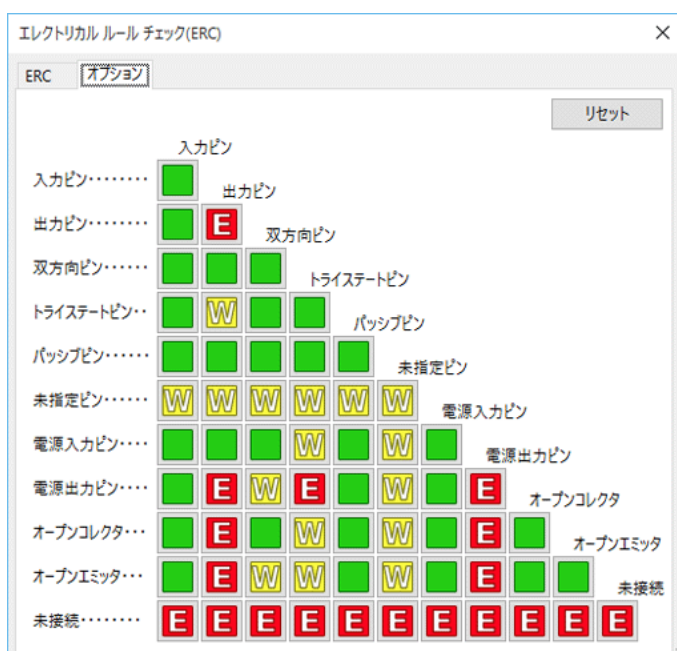 エレクトリカル ルール チェック(ERC)
ERC オプション
リセット
入力ピン
入力ピン········
出力ピン
出力ピン········ E
双方向ピン
双方向ピン······
トライステートピン
トライステートピン·· W
パッシブピン
パッシブピン······
未指定ピン
未指定ピン······ W W W W W W
電源入力ピン
電源入力ピン···· W W
電源出力ピン
電源出力ピン···· E W E W E
オープンコレクタ
オープンコレクタ··· E W W E
オープンエミッタ
オープンエミッタ··· E W W W E
未接続
未接続········ E E E E E E E E E E E